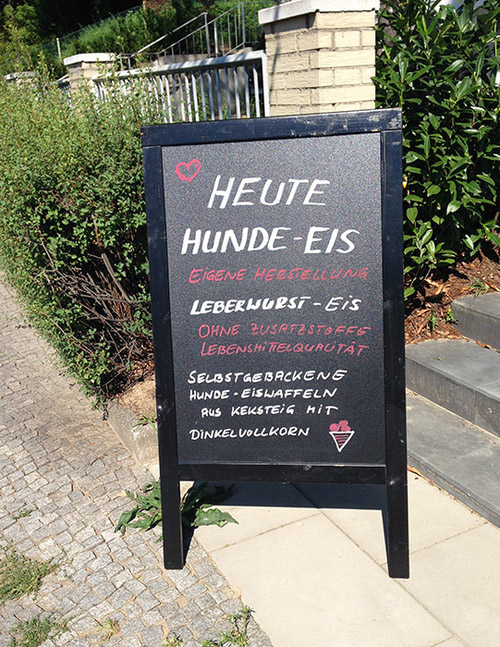 HEUTE
HUNDE-EIS
EIGENE HERSTELLUNG
LEBERWURST-EiS
OHNE ZUSATZSTOFFE
LEBENSMITTELQUALITÄT
SELBSTGEBACKENE
HUNDE-EISWAFFELN
AUS KEKSTEIG MIT
DINKELVOLLKORN